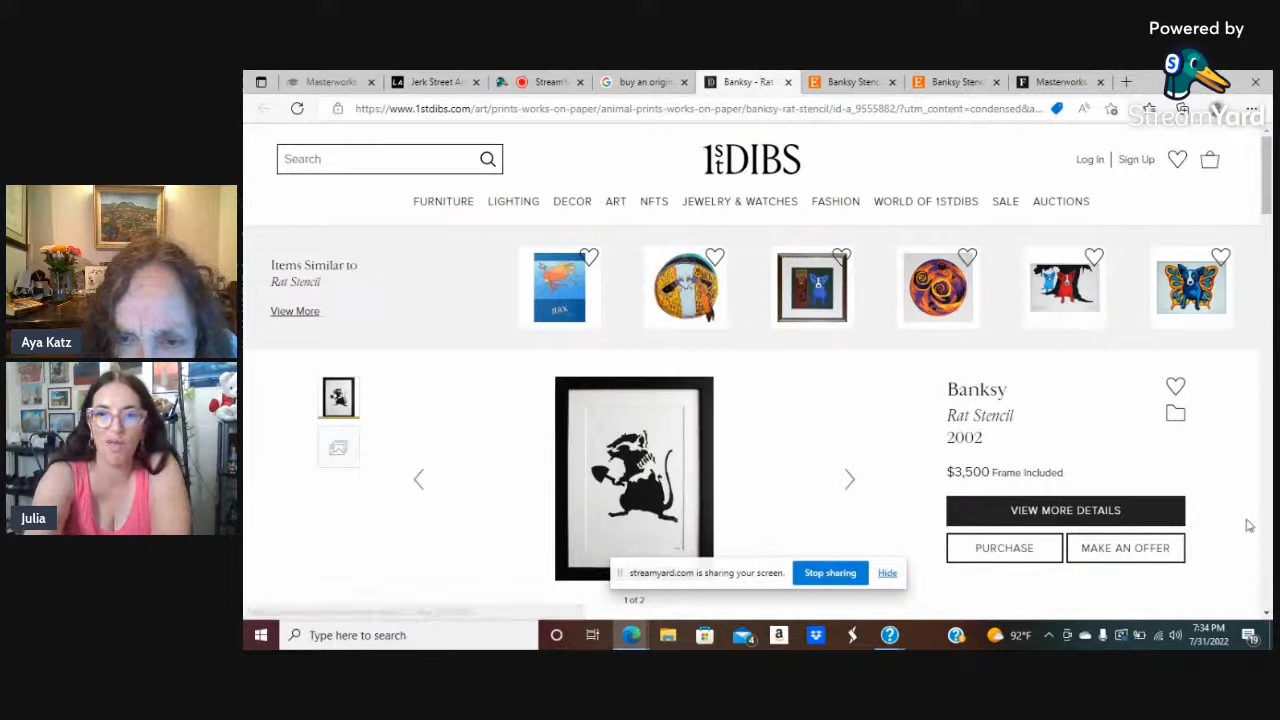 Powered by
StreamYard
Masterworks
Jerk Street A
StreamY
buy an origin
Banksy - Rat
Banksy Stenc
Banksy Stenc
Masterworks
https://www.1stdibs.com/art/prints-works-on-paper/animal-prints-works-on-paper/banksy-rat-stencil/id-a_9555882/?utm_content=condensed&a...
Search
1stDIBS
Log In | Sign Up
FURNITURE LIGHTING DECOR ART NFTS JEWELRY & WATCHES FASHION WORLD OF 1STDIBS SALE AUCTIONS
Items Similar to
Rat Stencil
View More
Banksy
Rat Stencil
2002
$3,500 Frame Included
VIEW MORE DETAILS
PURCHASE MAKE AN OFFER
streamyard.com is sharing your screen. Stop sharing Hide
1 of 2
Aya Katz
Julia
Type here to search
92°F
7:34 PM
7/31/2022